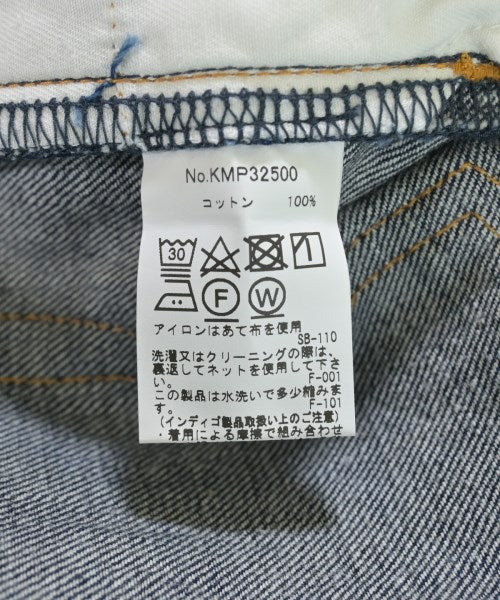 No.KMP32500
コットン 100%
30
F W
アイロンはあて布を使用
SB-110
洗濯又はクリーニングの際は、
裏返してネットを使用して下さ
い。 F-001
この製品は水洗いで多少縮みま
す。 F-101
(インディゴ製品取扱い上のご注意)
・着用による摩擦で組み合わせ